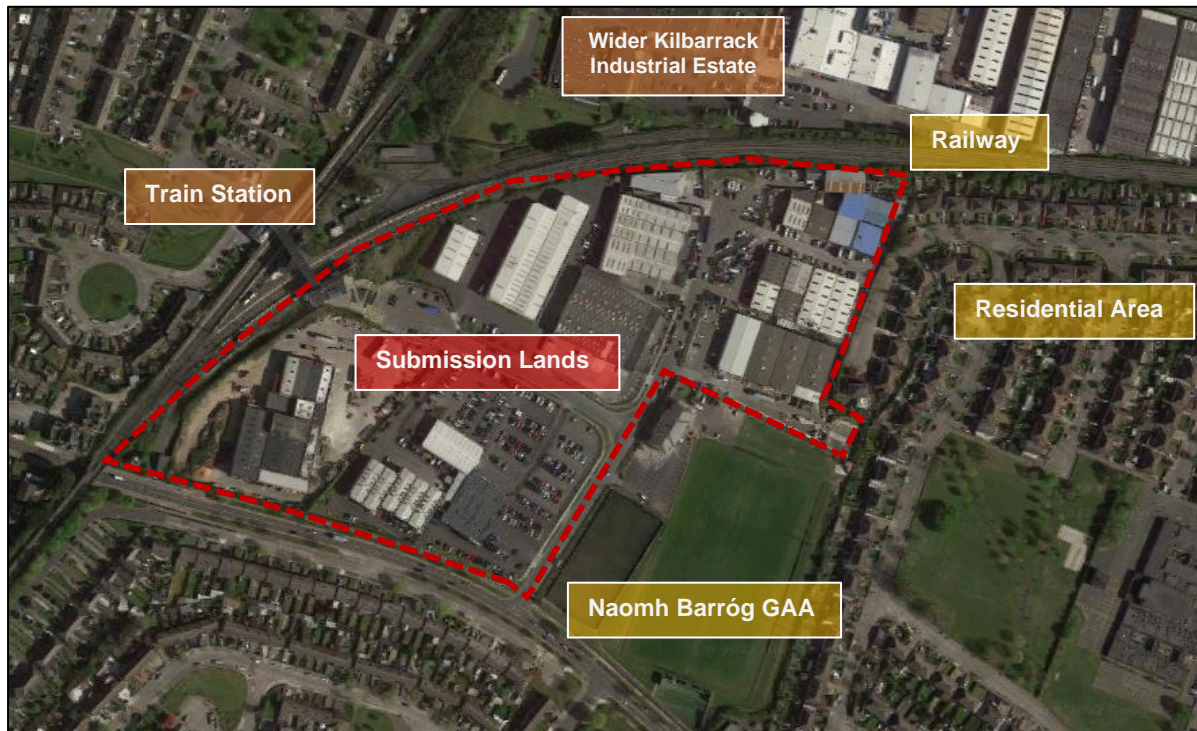 Wider Kilbarrack
Industrial Estate
Railway
Train Station
Residential Area
Submission Lands
Naomh Barróg GAA